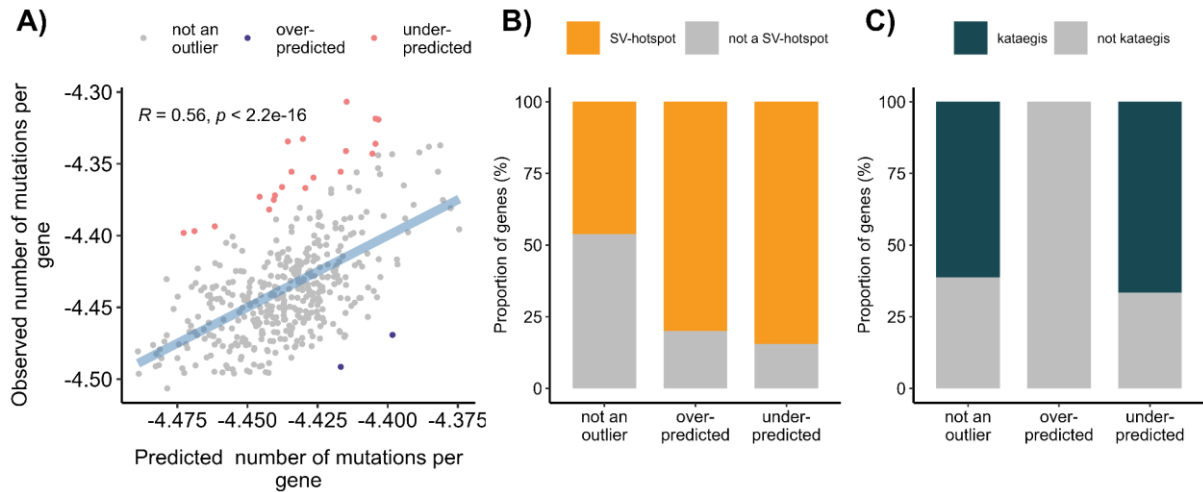 A)
not an
outlier
over-
predicted
under-
predicted
R = 0.56, p < 2.2e-16
Observed number of mutations per
gene
-4.30
-4.35
-4.40
-4.45
-4.50
-4.475 -4.450 -4.425 -4.400 -4.375
Predicted number of mutations per
gene
B)
SV-hotspot
not a SV-hotspot
Proportion of genes (%)
100
75
50
25
0
not an
outlier
over-
predicted
under-
predicted
C)
kataegis
not kataegis
Proportion of genes (%)
100
75
50
25
0
not an
outlier
over-
predicted
under-
predicted